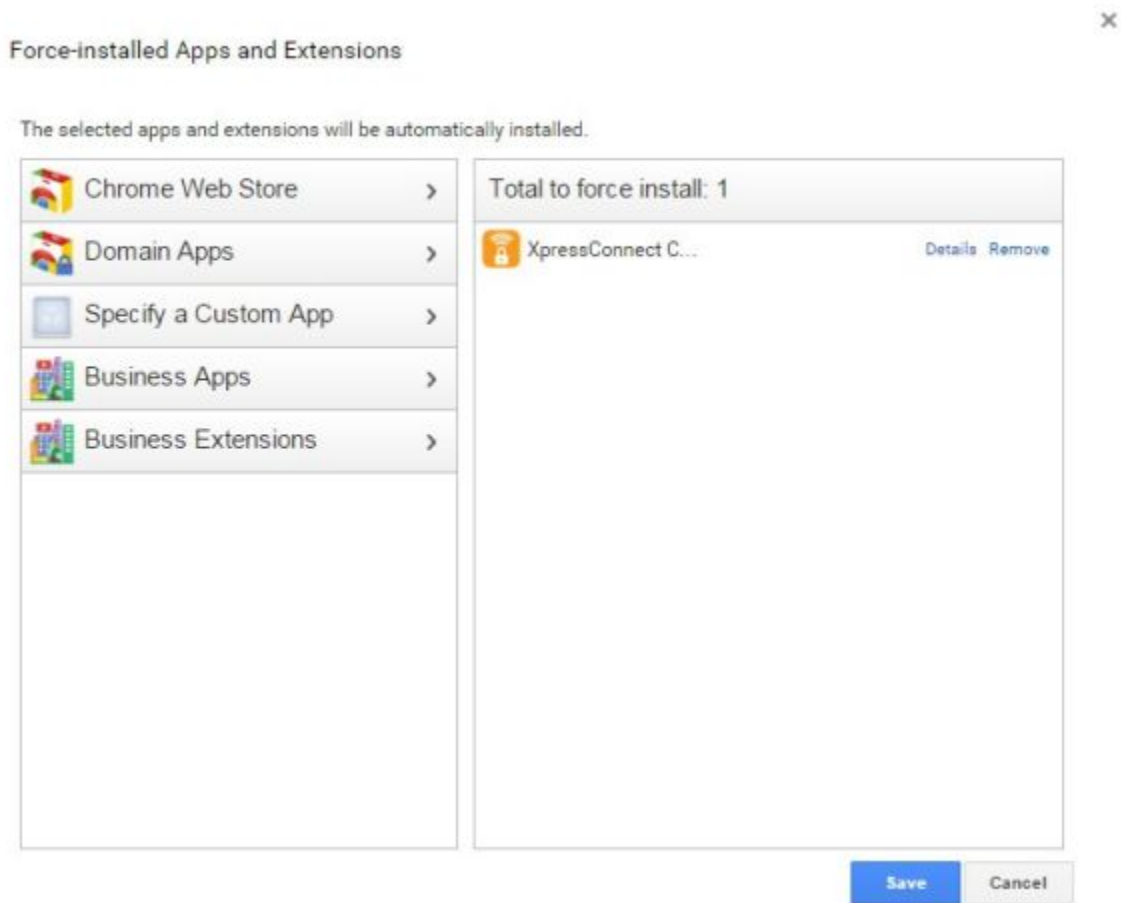 Force-installed Apps and Extensions
The selected apps and extensions will be automatically installed.
Chrome Web Store
Domain Apps
Specify a Custom App
Business Apps
Business Extensions
Total to force install: 1
XpressConnect C...
Details Remove
Save Cancel